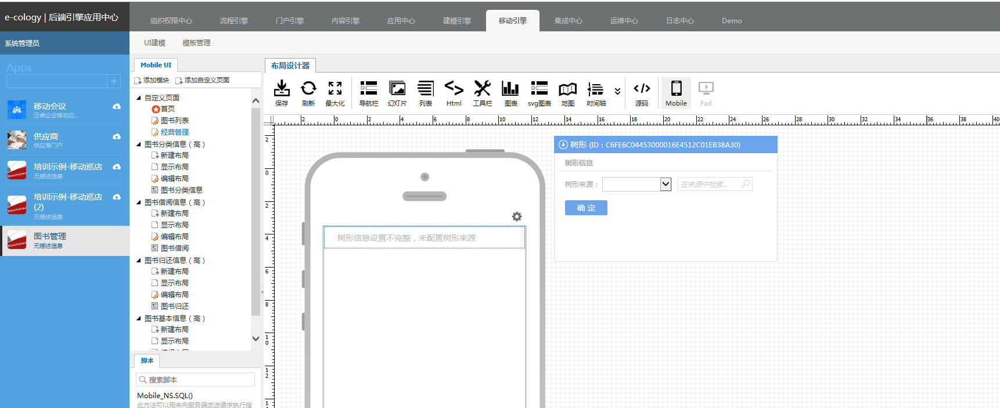 e-cology | 后端引擎应用中心
组织权限中心 流程引擎 门户引擎 内容引擎 应用中心 建模引擎 移动引擎 集成中心 运维中心 日志中心 Demo
系统管理员
UI建模 模板管理
Apps
移动会议
泛微企业移动应...
供应商
供应商门户
培训示例-移动巡店
无描述信息
培训示例-移动巡店
(2)
无描述信息
图书管理
无描述信息
Mobile UI
添加模块 添加自定义页面
自定义页面
首页
图书列表
经营管理
图书分类信息（高）
新建布局
显示布局
编辑布局
图书分类信息
图书借阅信息（高）
新建布局
显示布局
编辑布局
图书借阅
图书归还信息（高）
新建布局
显示布局
编辑布局
图书归还
图书基本信息（高）
新建布局
显示布局
脚本
搜索脚本
Mobile_NS.SQL()
此方法可以用来向服务端发送请求执行指
布局设计器
保存 刷新 最大化 导航栏 幻灯片 列表 Html 工具栏 图表 svg图表 地图 时间轴 源码 Mobile Pad
2 0 2 4 6 8 10 12 14 16 18 20 22 24 26 28 30 32 34 36 38 40
2
0
2
4
6
8
10
12
树形信息设置不完整，未配置树形来源
树形 (ID：C6FE6C04453000016E4512C01EB38A30)
树形信息
树形来源： 在来源中检索...
确 定